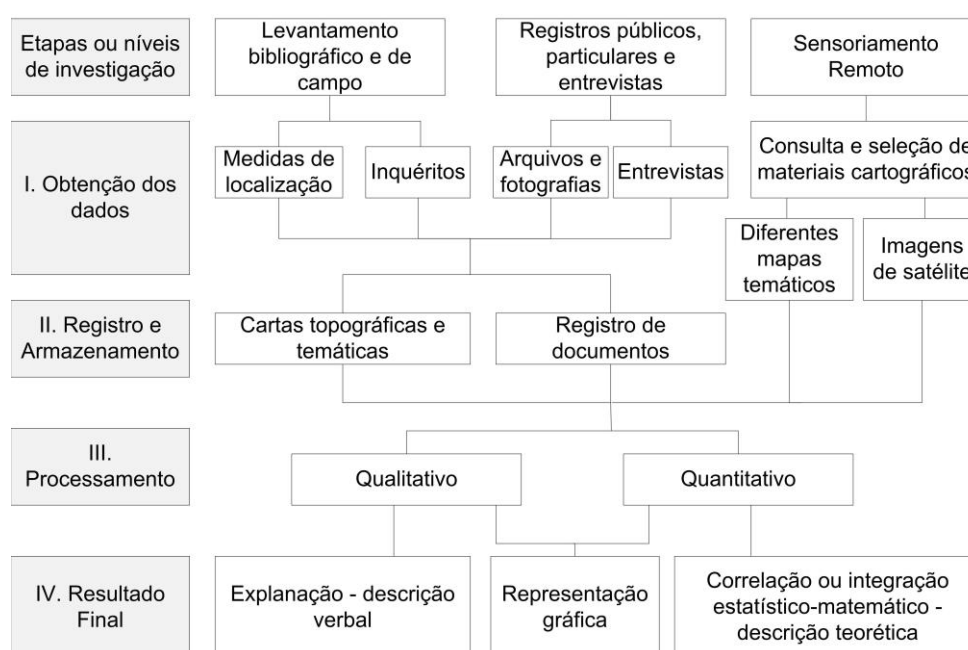 Etapas ou níveis
de investigação
Levantamento
bibliográfico e de
campo
Registros públicos,
particulares e
entrevistas
Sensoriamento
Remoto
I. Obtenção dos
dados
Medidas de
localização
Inquéritos
Arquivos e
fotografias
Entrevistas
Consulta e seleção de
materiais cartográficos
Diferentes
mapas
temáticos
Imagens
de satélite
II. Registro e
Armazenamento
Cartas topográficas e
temáticas
Registro de
documentos
III.
Processamento
Qualitativo
Quantitativo
IV. Resultado
Final
Explanação - descrição
verbal
Representação
gráfica
Correlação ou integração
estatístico-matemático -
descrição teorética